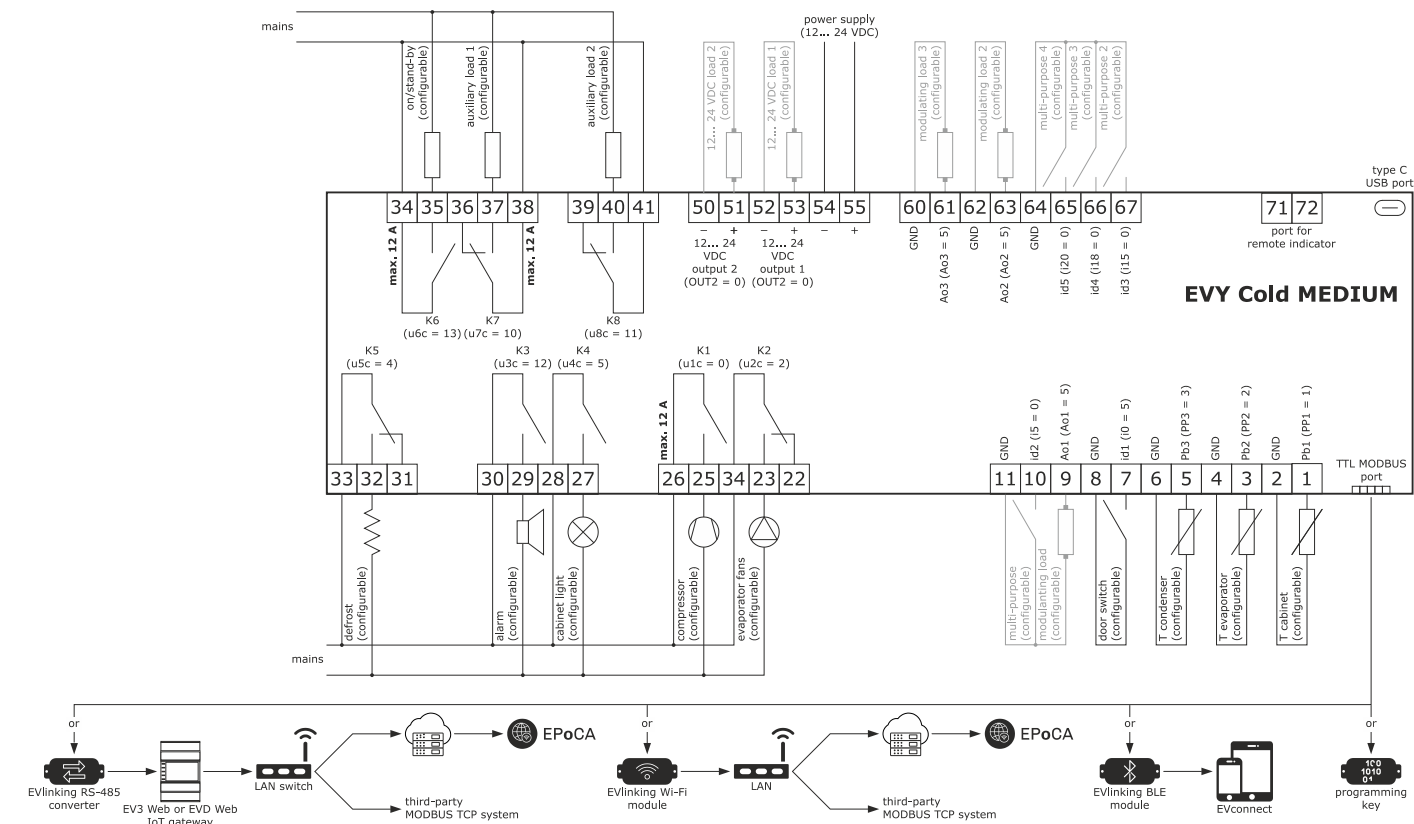 mains
on/stand-by
(configurable)
auxiliary load 1
(configurable)
auxiliary load 2
(configurable)
12... 24 VDC load 2
(configurable)
12... 24 VDC load 1
(configurable)
power supply
(12... 24 VDC)
modulating load 3
(configurable)
modulating load 2
(configurable)
multi-purpose 4
(configurable)
multi-purpose 3
(configurable)
multi-purpose 2
(configurable)
type C
USB port
34 35 36 37 38 39 40 41 50 51 52 53 54 55 60 61 62 63 64 65 66 67 71 72
max. 12 A
max. 12 A
− + − + − +
12... 24
VDC
output 2
(OUT2 = 0)
12... 24
VDC
output 1
(OUT2 = 0)
GND
Ao3 (Ao3 = 5)
GND
Ao2 (Ao2 = 5)
GND
id5 (i20 = 0)
id4 (i18 = 0)
id3 (i15 = 0)
port for
remote indicator
EVY Cold MEDIUM
K6
(u6c = 13)
K7
(u7c = 10)
K8
(u8c = 11)
K5
(u5c = 4)
K3
(u3c = 12)
K4
(u4c = 5)
K1
(u1c = 0)
K2
(u2c = 2)
max. 12 A
GND
id2 (i5 = 0)
Ao1 (Ao1 = 5)
GND
id1 (i0 = 5)
GND
Pb3 (PP3 = 3)
GND
Pb2 (PP2 = 2)
GND
Pb1 (PP1 = 1)
TTL MODBUS
port
33 32 31 30 29 28 27 26 25 34 23 22 11 10 9 8 7 6 5 4 3 2 1
defrost
(configurable)
alarm
(configurable)
cabinet light
(configurable)
compressor
(configurable)
evaporator fans
(configurable)
multi-purpose
(configurable)
modulanting load
(configurable)
door switch
(configurable)
T condenser
(configurable)
T evaporator
(configurable)
T cabinet
(configurable)
mains
or
or
or
or
EVlinking RS-485
converter
EV3 Web or EVD Web
IoT gateway
LAN switch
EPoCA
third-party
MODBUS TCP system
EVlinking Wi-Fi
module
LAN
EPoCA
third-party
MODBUS TCP system
EVlinking BLE
module
EVconnect
programming
key